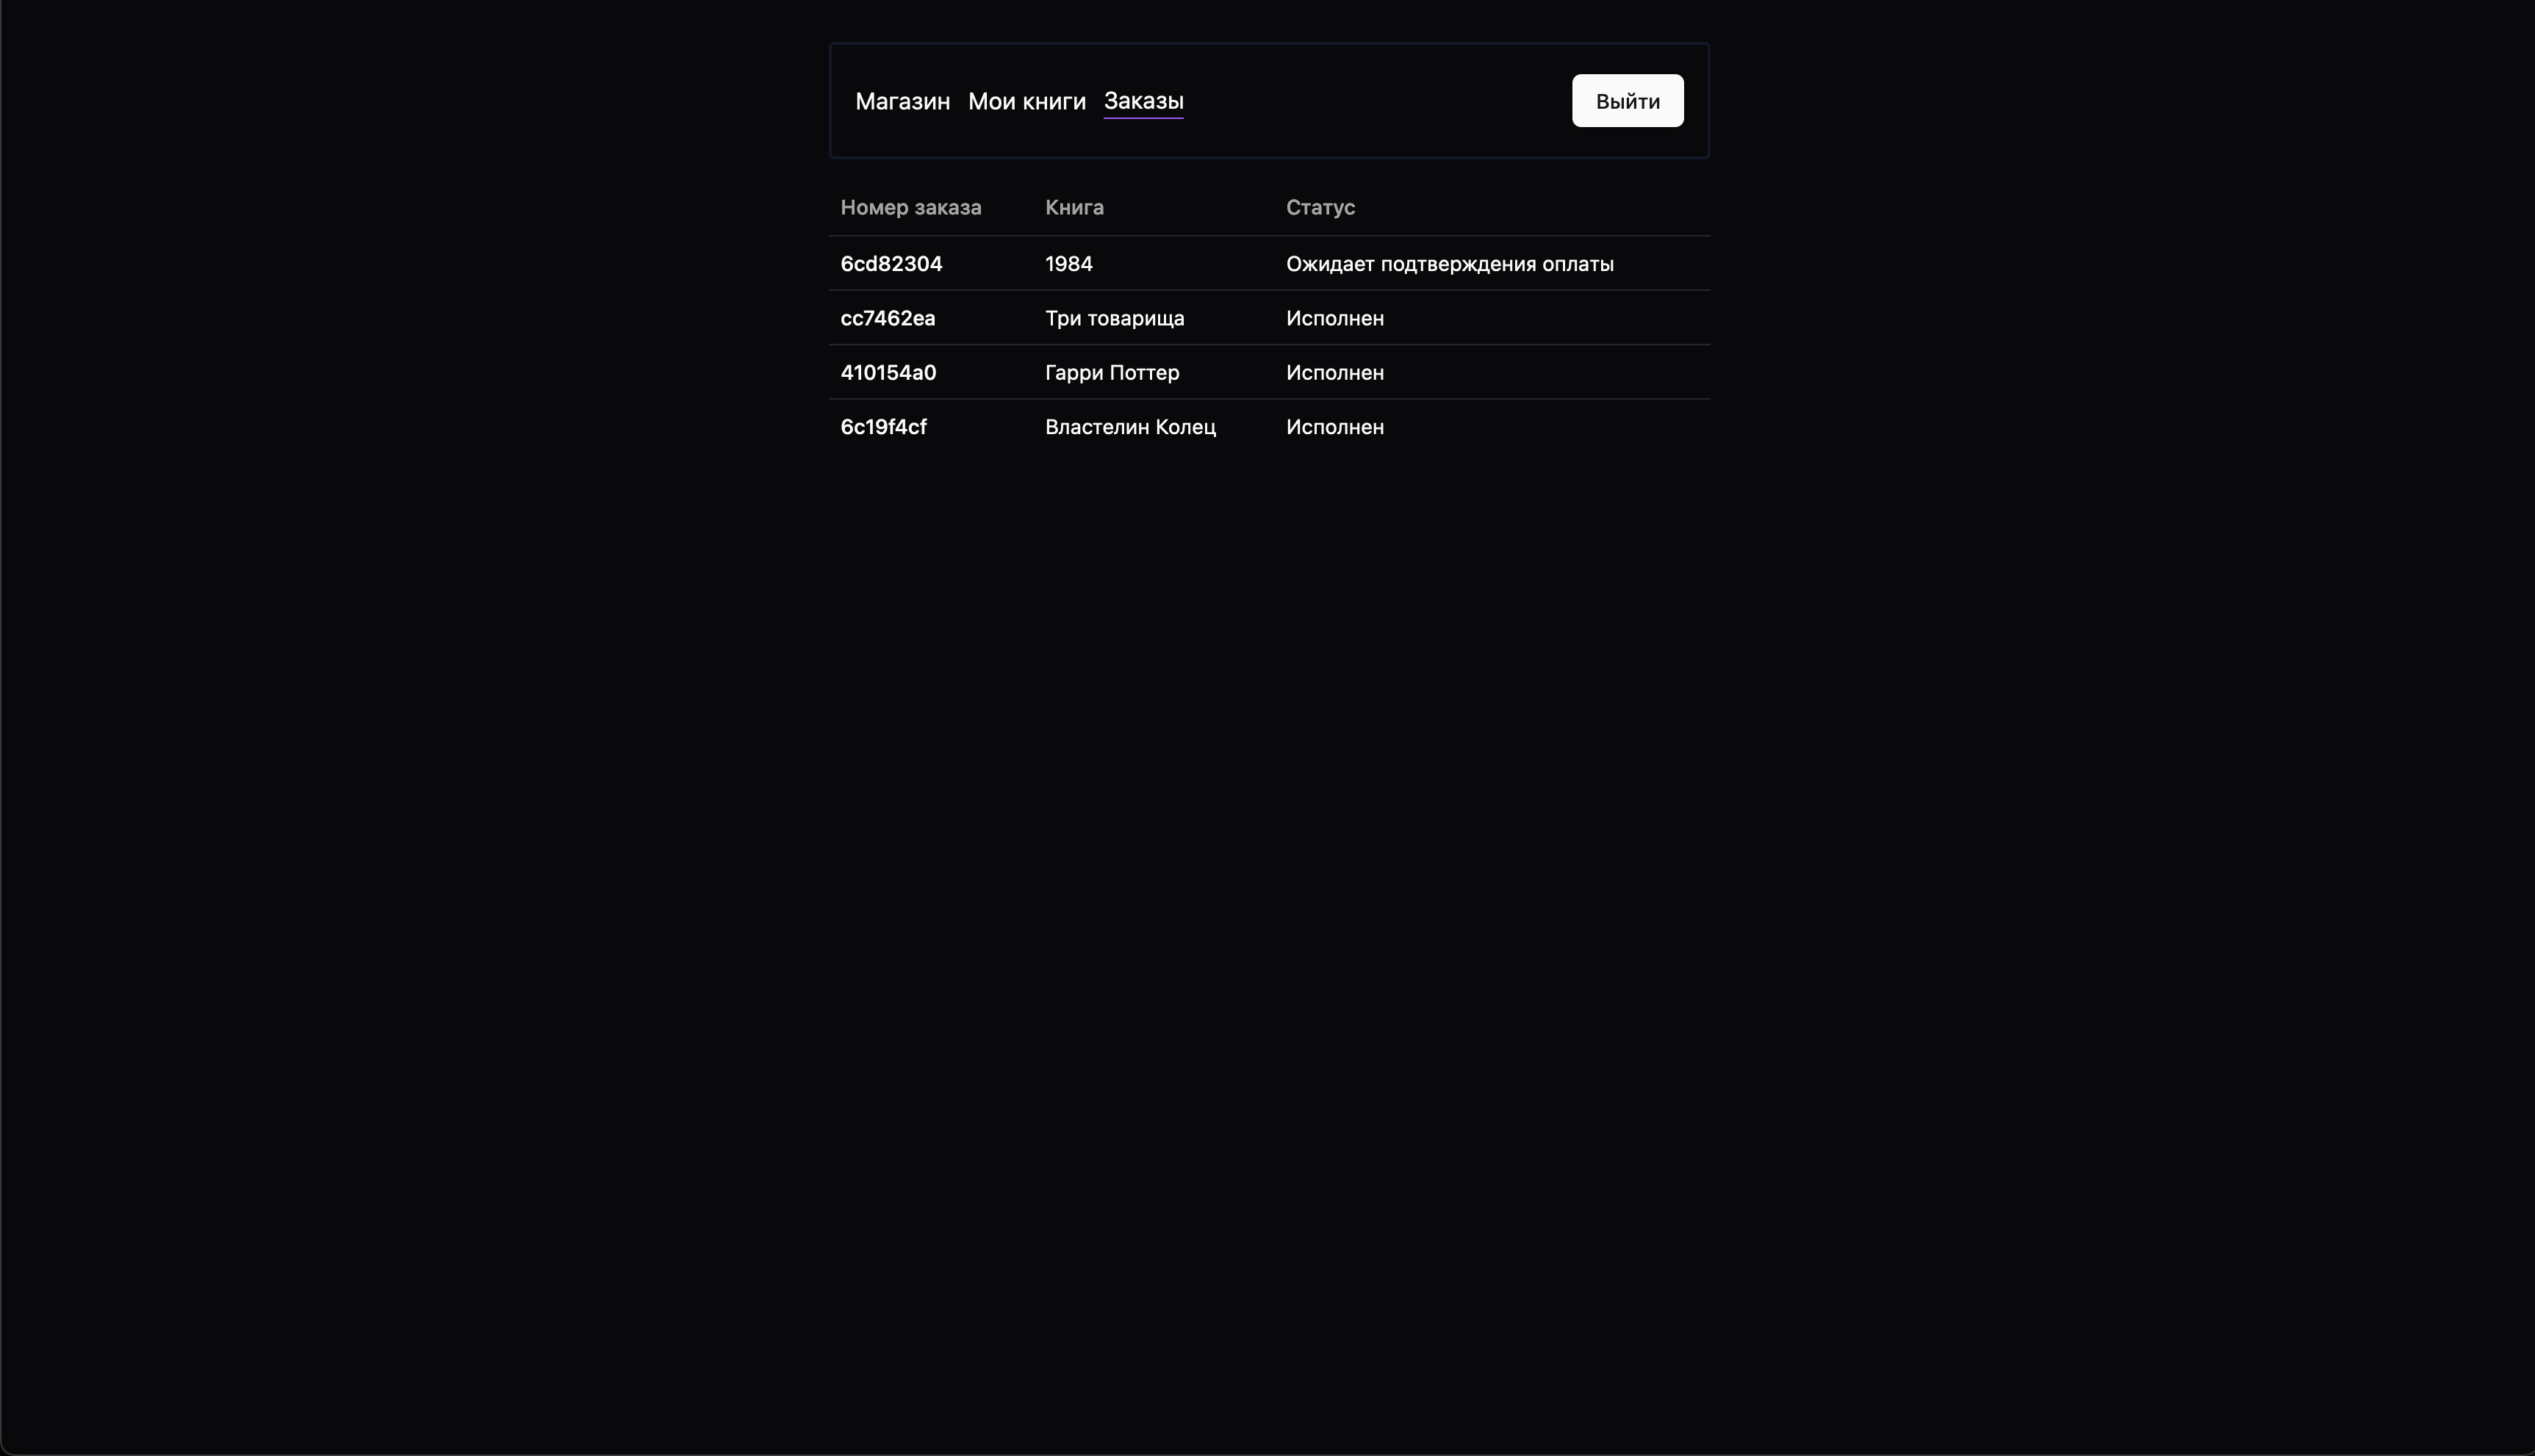 Магазин Мои книги Заказы Выйти
Номер заказа Книга Статус
6cd82304 1984 Ожидает подтверждения оплаты
cc7462ea Три товарища Исполнен
410154a0 Гарри Поттер Исполнен
6c19f4cf Властелин Колец Исполнен